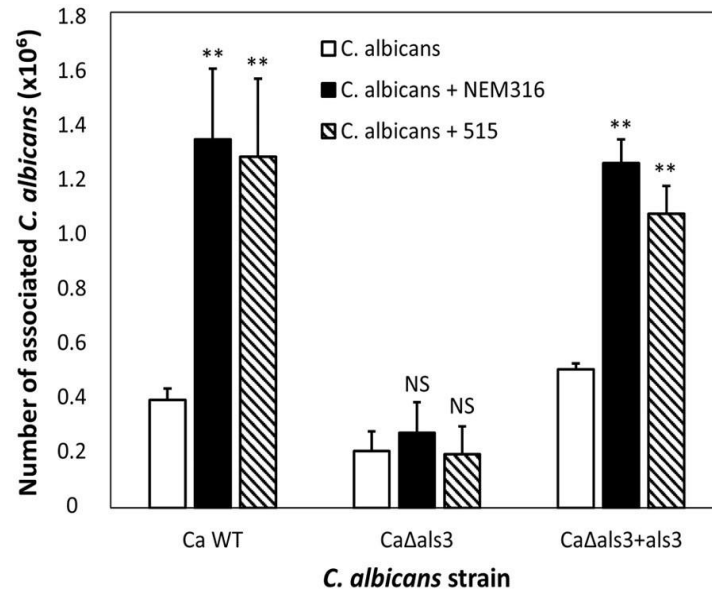 Number of associated C. albicans (x10⁶)
1.8
1.6
1.4
1.2
1.0
0.8
0.6
0.4
0.2
0
C. albicans
C. albicans + NEM316
C. albicans + 515
** **
NS NS
** **
Ca WT CaΔals3 CaΔals3+als3
C. albicans strain